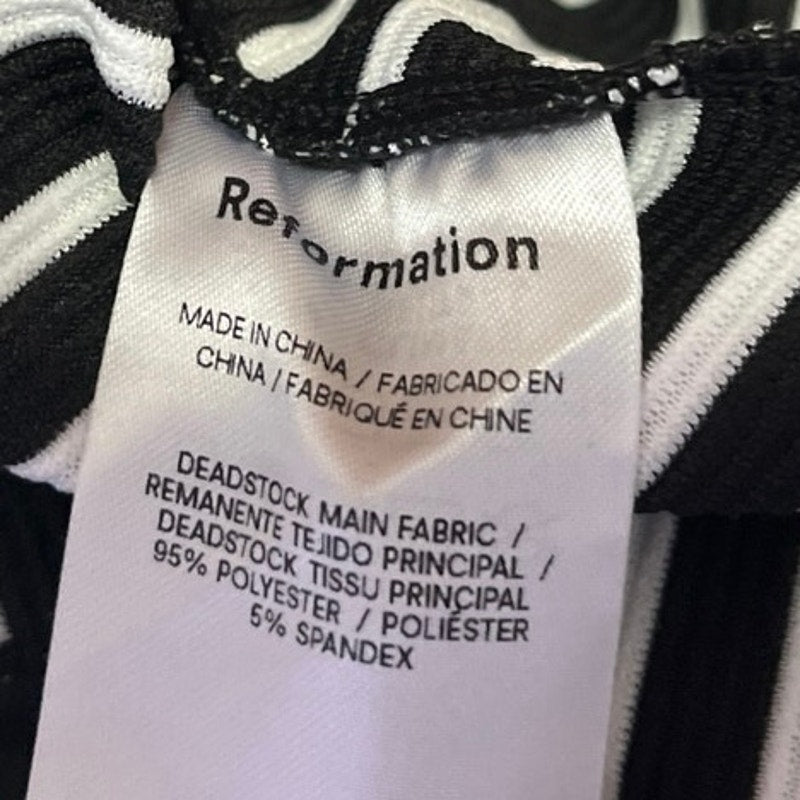 Reformation
MADE IN CHINA / FABRICADO EN
CHINA / FABRIQUÉ EN CHINE
DEADSTOCK MAIN FABRIC /
REMANENTE TEJIDO PRINCIPAL /
DEADSTOCK TISSU PRINCIPAL
95% POLYESTER / POLIÉSTER
5% SPANDEX